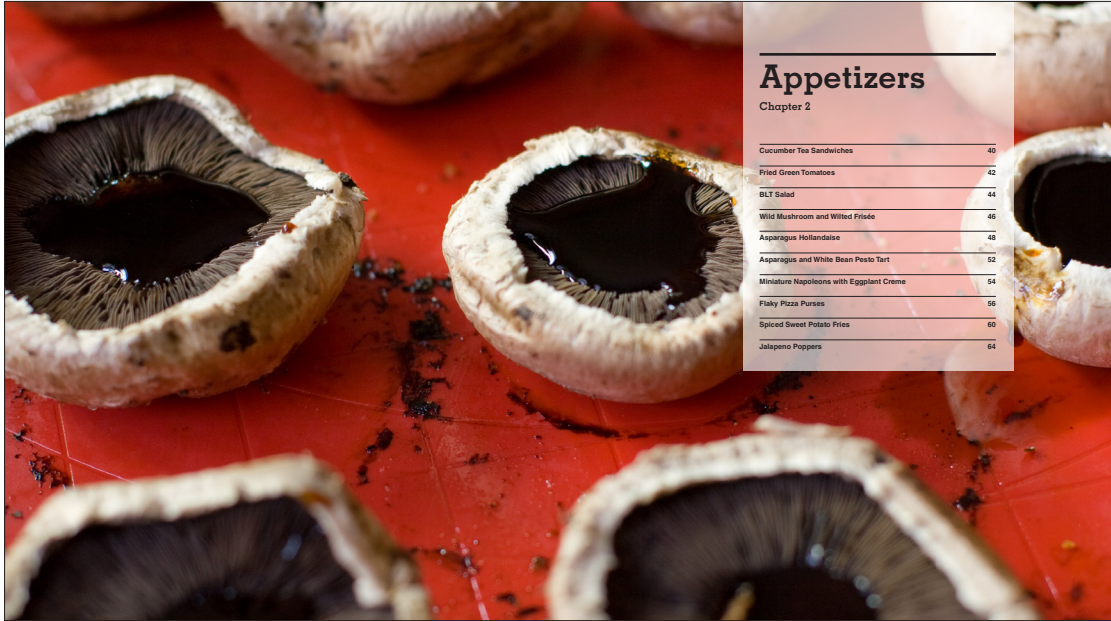 Appetizers
Chapter 2
Cucumber Tea Sandwiches 40
Fried Green Tomatoes 42
BLT Salad 44
Wild Mushroom and Wilted Frisée 46
Asparagus Hollandaise 48
Asparagus and White Bean Pesto Tart 52
Miniature Napoleons with Eggplant Creme 54
Flaky Pizza Purses 56
Spiced Sweet Potato Fries 60
Jalapeno Poppers 64